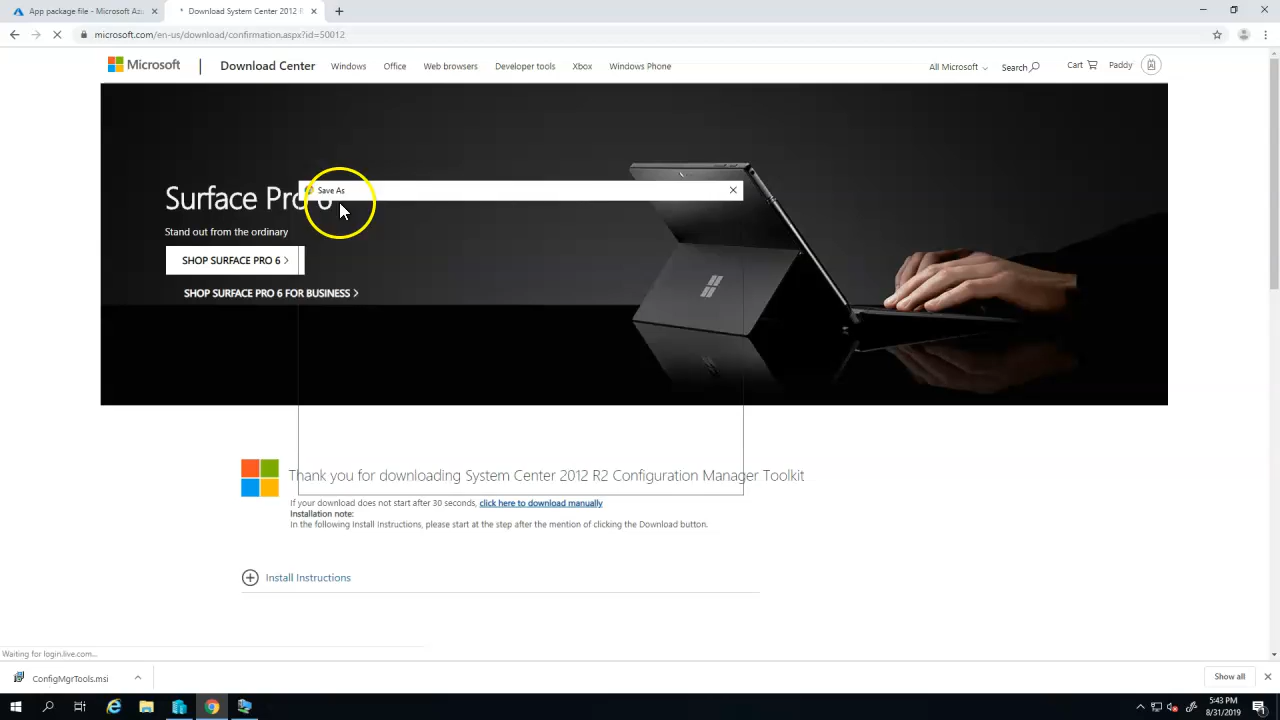 App package file - Microsoft Azu
Download System Center 2012 R
microsoft.com/en-us/download/confirmation.aspx?id=50012
Microsoft
Download Center
Windows
Office
Web browsers
Developer tools
Xbox
Windows Phone
All Microsoft
Search
Cart
Paddy
Save As
Surface Pro 6
Stand out from the ordinary
SHOP SURFACE PRO 6 >
SHOP SURFACE PRO 6 FOR BUSINESS >
Thank you for downloading System Center 2012 R2 Configuration Manager Toolkit
If your download does not start after 30 seconds, click here to download manually
Installation note:
In the following Install Instructions, please start at the step after the mention of clicking the Download button.
Install Instructions
Waiting for login.live.com...
ConfigMgrTools.msi
Show all
5:43 PM
8/31/2019